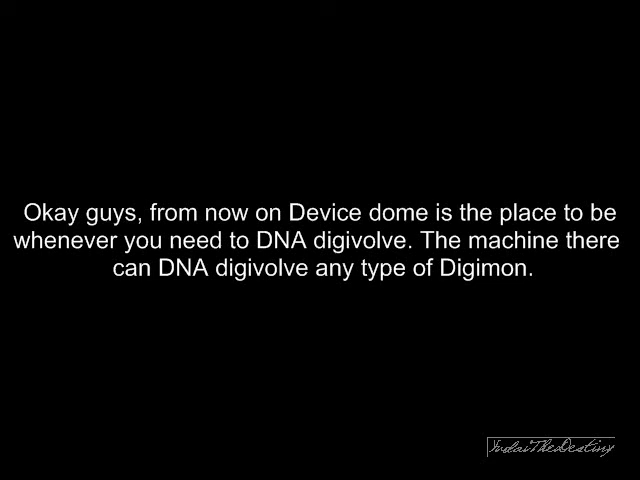 Okay guys, from now on Device dome is the place to be
whenever you need to DNA digivolve. The machine there
can DNA digivolve any type of Digimon.
YudaiTheDestiny